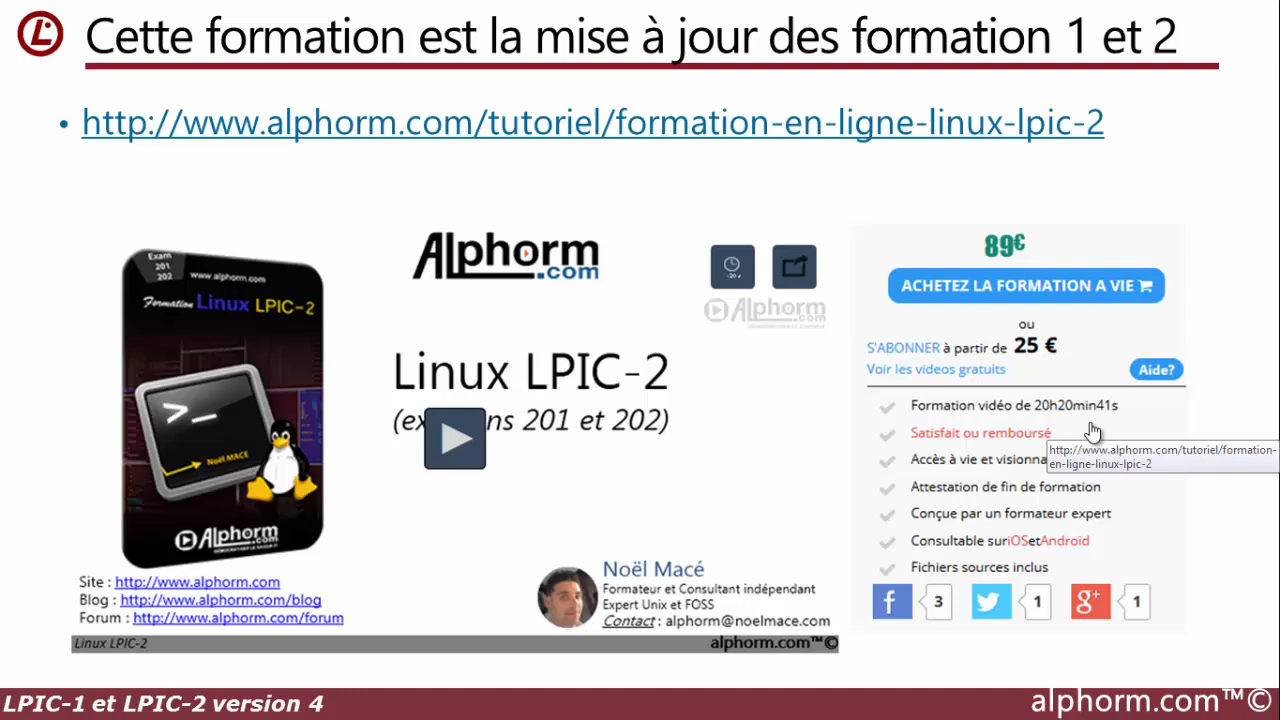 Cette formation est la mise à jour des formation 1 et 2
• http://www.alphorm.com/tutoriel/formation-en-ligne-linux-lpic-2
Exam
201
202
www.alphorm.com
Formation Linux LPIC-2
>_
Noël MACE
Alphorm
.com
Alphorm
.com
Linux LPIC-2
(ex ns 201 et 202)
Alphorm
.com
89€
ACHETEZ LA FORMATION A VIE
ou
S'ABONNER à partir de 25 €
Voir les videos gratuits
Aide?
Formation vidéo de 20h20min41s
Satisfait ou remboursé
Accès à vie et visionna
http://www.alphorm.com/tutoriel/formation-
en-ligne-linux-lpic-2
Attestation de fin de formation
Conçue par un formateur expert
Consultable suriOSetAndroid
Fichiers sources inclus
f 3 1 g+ 1
Site : http://www.alphorm.com
Blog : http://www.alphorm.com/blog
Forum : http://www.alphorm.com/forum
Noël Macé
Formateur et Consultant indépendant
Expert Unix et FOSS
Contact : alphorm@noelmace.com
Linux LPIC-2
alphorm.com™©
LPIC-1 et LPIC-2 version 4
alphorm.com™©